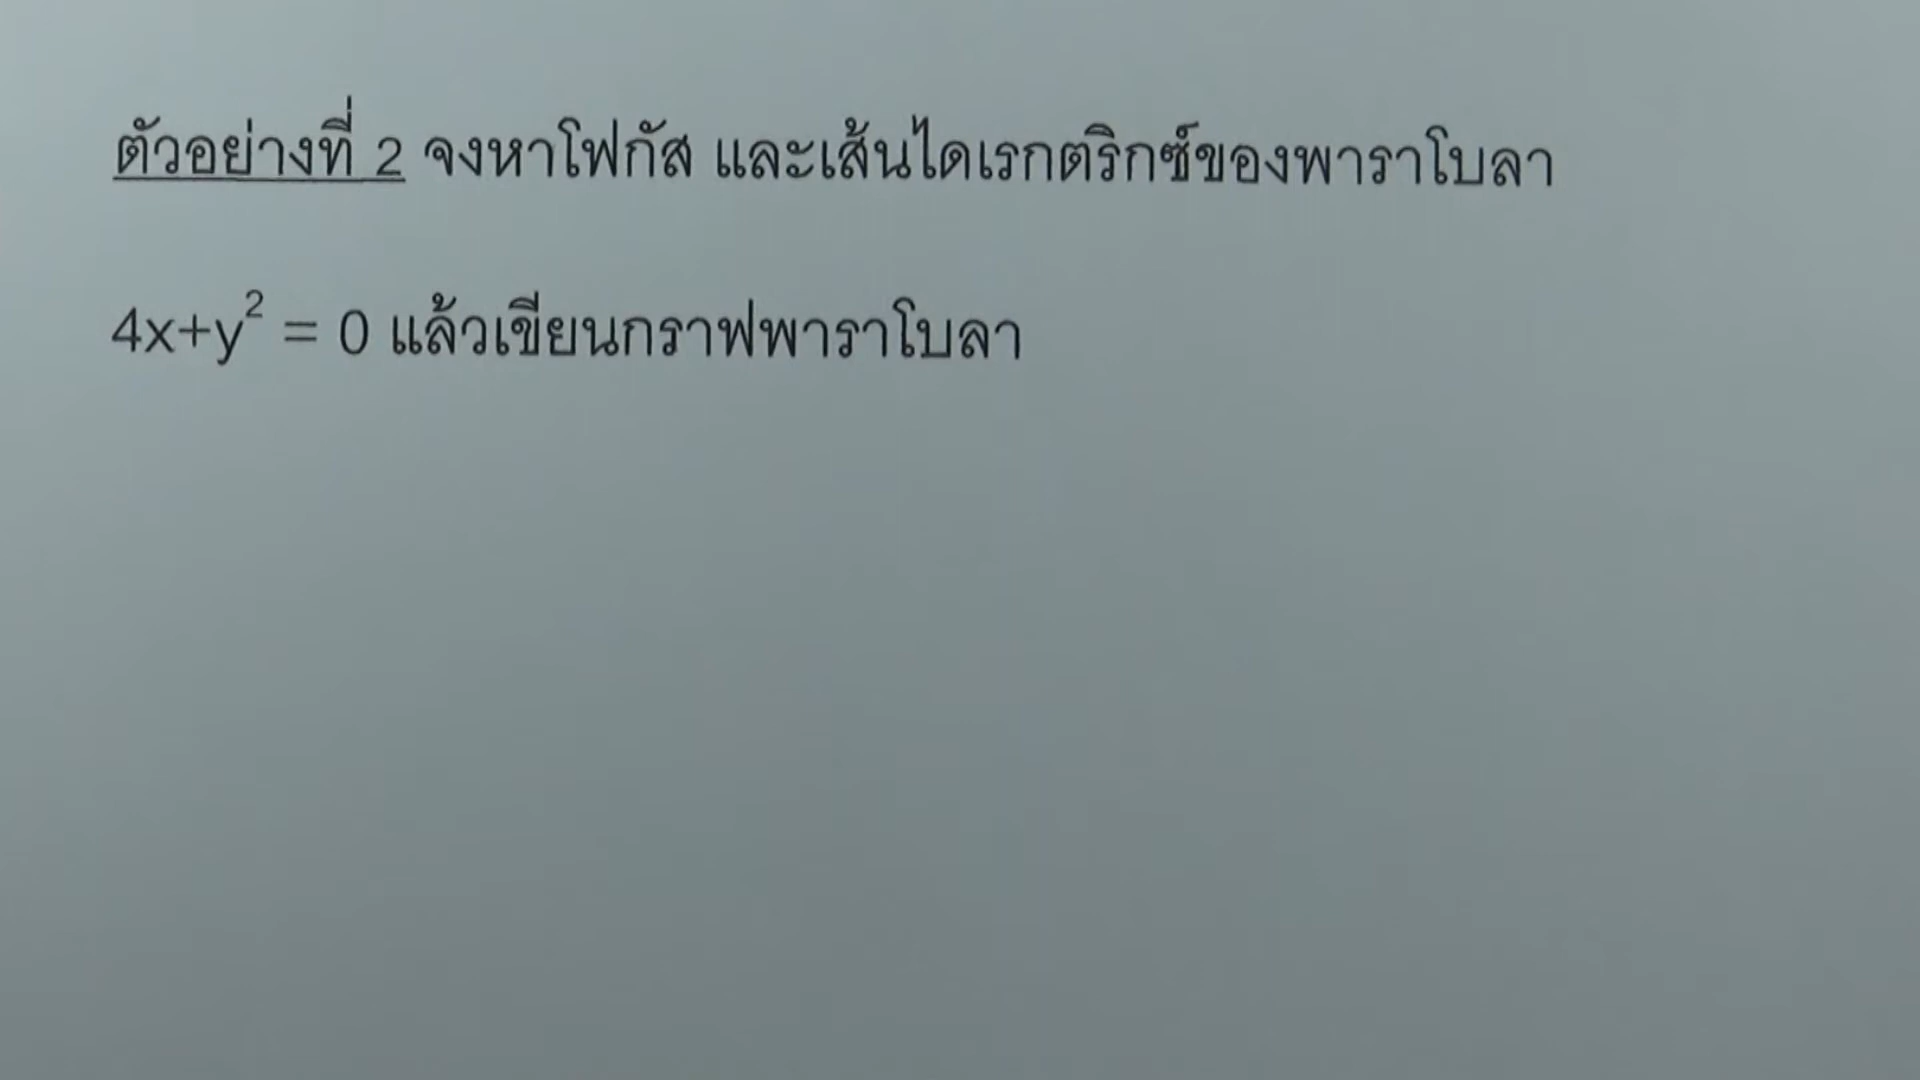 ตัวอย่างที่ 2 จงหาโฟกัส และเส้นไดเรกตริกซ์ของพาราโบลา
4x+y² = 0 แล้วเขียนกราฟพาราโบลา